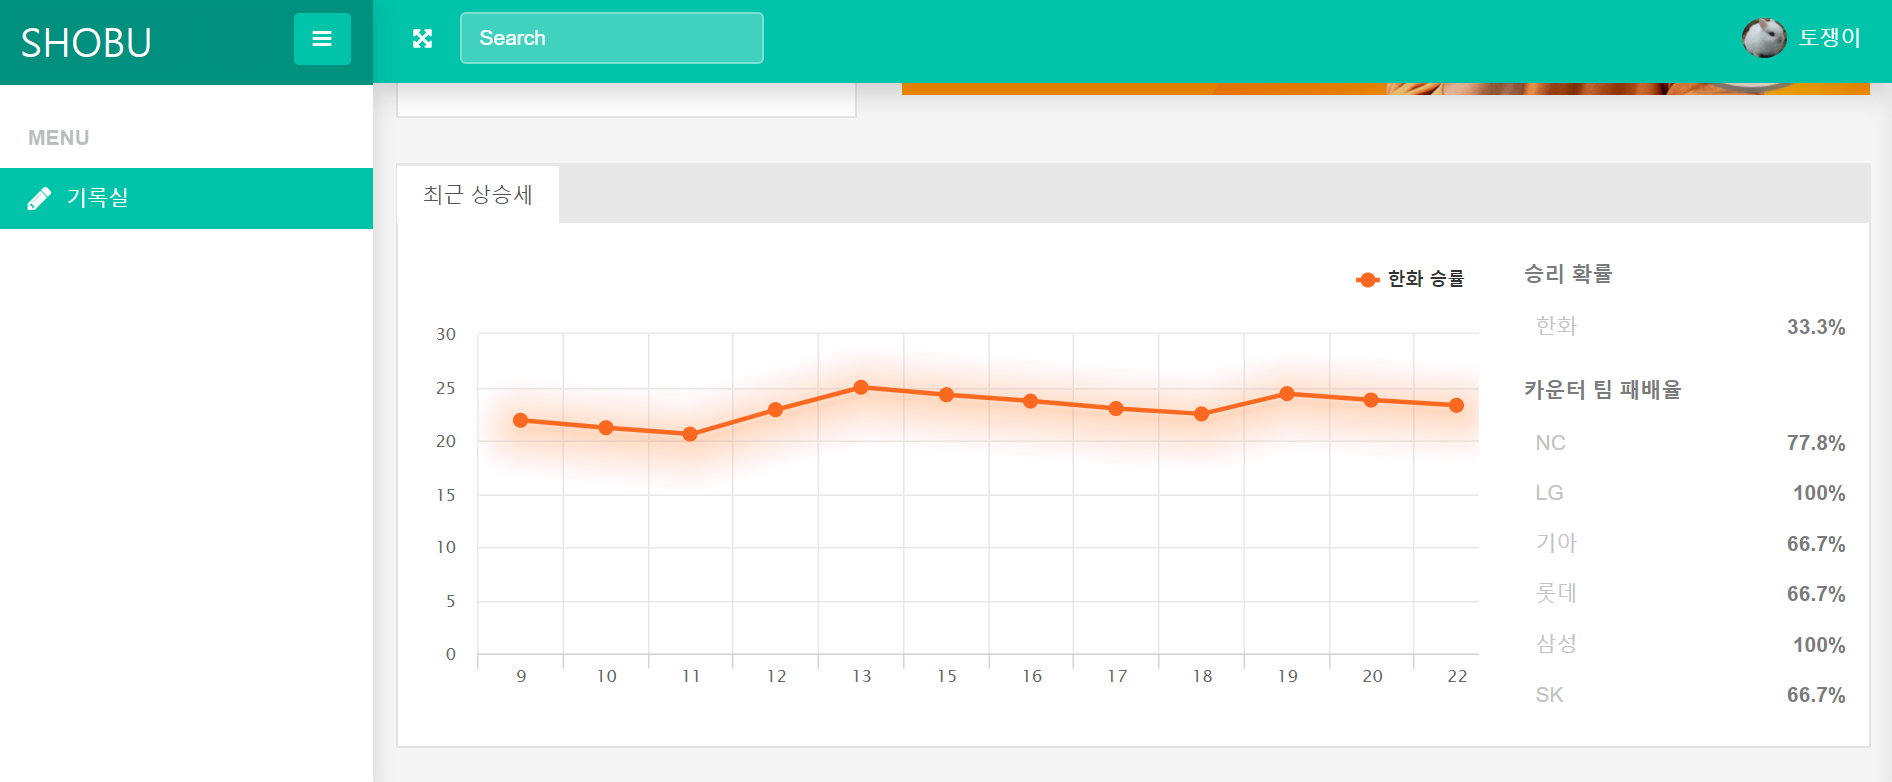 SHOBU
Search
토쟁이
MENU
기록실
최근 상승세
한화 승률
30
25
20
15
10
5
0
9 10 11 12 13 15 16 17 18 19 20 22
승리 확률
한화 33.3%
카운터 팀 패배율
NC 77.8%
LG 100%
기아 66.7%
롯데 66.7%
삼성 100%
SK 66.7%